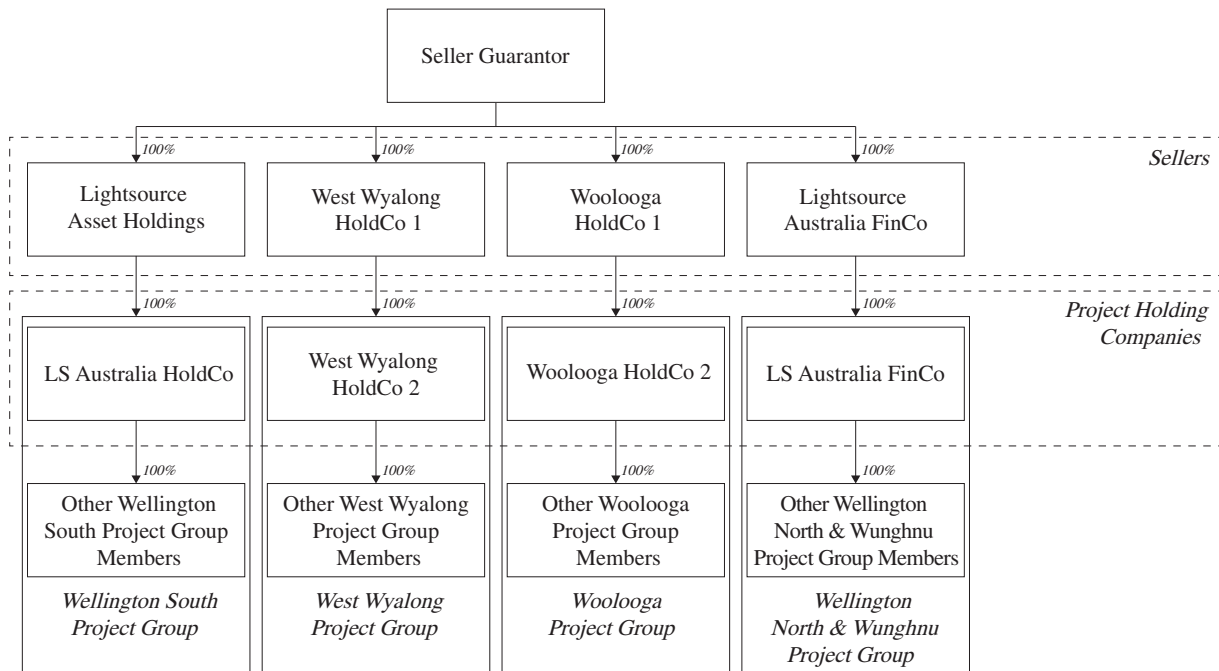 Seller Guarantor
100%
100%
100%
100%
Sellers
Lightsource
Asset Holdings
West Wyalong
HoldCo 1
Woolooga
HoldCo 1
Lightsource
Australia FinCo
100%
100%
100%
100%
Project Holding
Companies
LS Australia HoldCo
West Wyalong
HoldCo 2
Woolooga HoldCo 2
LS Australia FinCo
100%
100%
100%
100%
Other Wellington
South Project Group
Members
Other West Wyalong
Project Group
Members
Other Woolooga
Project Group
Members
Other Wellington
North & Wunghnu
Project Group Members
Wellington South
Project Group
West Wyalong
Project Group
Woolooga
Project Group
Wellington
North & Wunghnu
Project Group